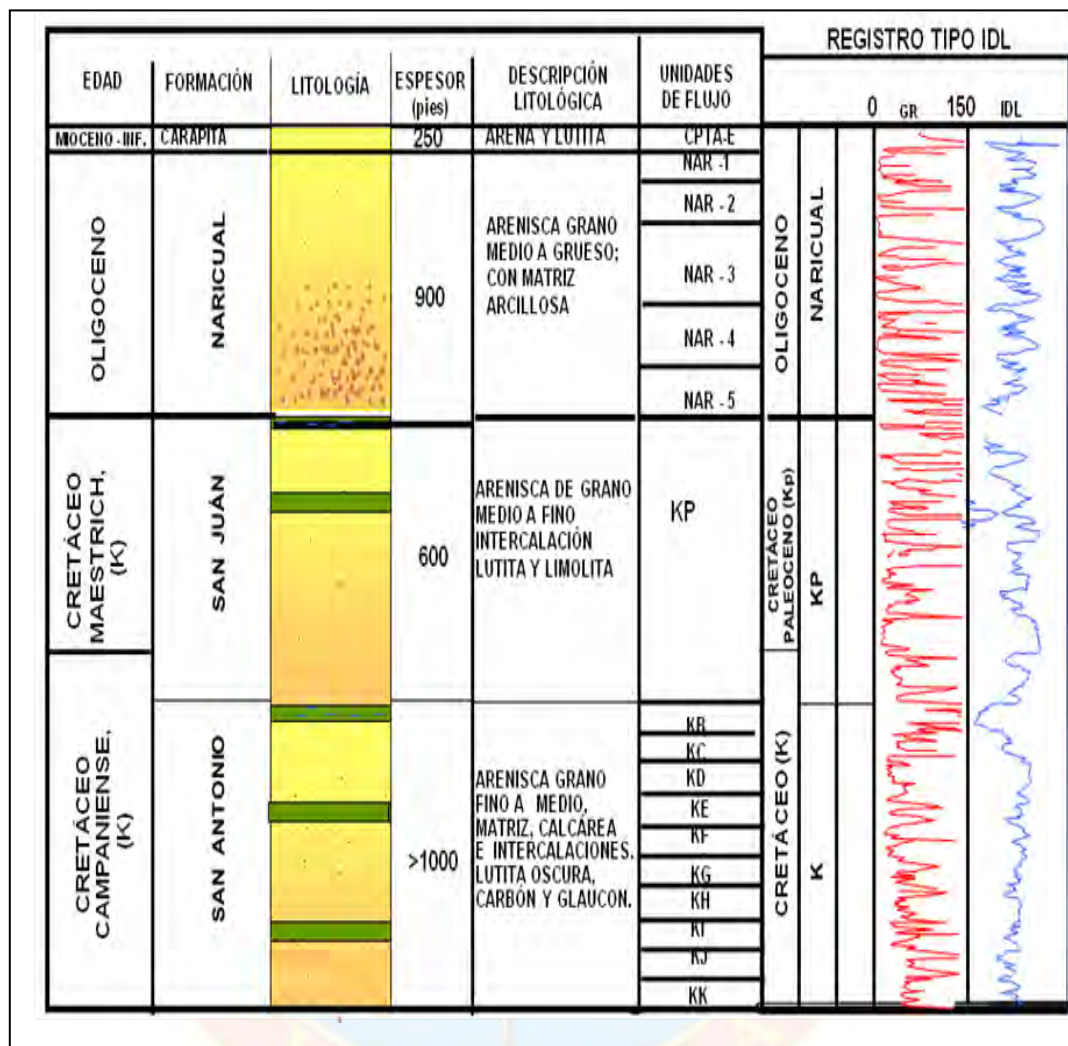 REGISTRO TIPO IDL
EDAD
FORMACIÓN
LITOLOGÍA
ESPESOR
(pies)
DESCRIPCIÓN
LITOLÓGICA
UNIDADES
DE FLUJO
0 GR 150 IDL
MIOCENO - INF.
CARAPITA
250
ARENA Y LUTITA
CPTA-E
OLIGOCENO
NARICUAL
900
ARENISCA GRANO
MEDIO A GRUESO;
CON MATRIZ
ARCILLOSA
NAR - 1
NAR - 2
NAR - 3
NAR - 4
NAR - 5
OLIGOCENO
NARICUAL
CRETÁCEO
MAESTRICH,
(K)
SAN JUÁN
600
ARENISCA DE GRANO
MEDIO A FINO
INTERCALACIÓN
LUTITA Y LIMOLITA
KP
CRETÁCEO
PALEOCENO (Kp)
KP
CRETÁCEO
CAMPANIENSE,
(K)
SAN ANTONIO
>1000
ARENISCA GRANO
FINO A MEDIO,
MATRIZ, CALCÁREA
E INTERCALACIONES.
LUTITA OSCURA,
CARBÓN Y GLAUCON.
KB
KC
KD
KE
KF
KG
KH
KI
KJ
KK
CRETÁCEO (K)
K